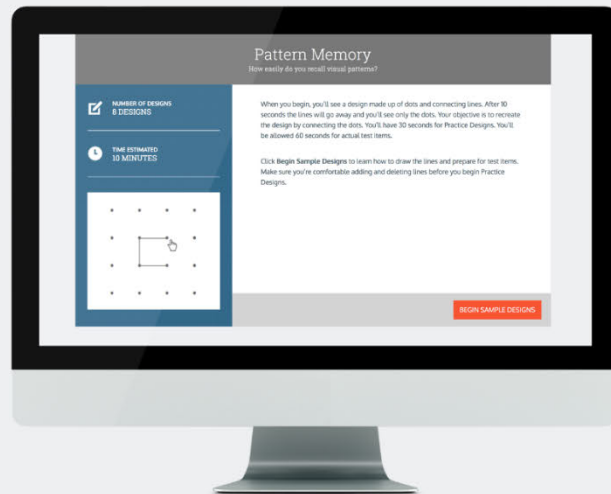 Pattern Memory
How easily do you recall visual patterns?
NUMBER OF DESIGNS
8 DESIGNS
TIME ESTIMATED
10 MINUTES
When you begin, you'll see a design made up of dots and connecting lines. After 10
seconds the lines will go away and you'll see only the dots. Your objective is to recreate
the design by connecting the dots. You'll have 30 seconds for Practice Designs. You'll
be allowed 60 seconds for actual test items.
Click Begin Sample Designs to learn how to draw the lines and prepare for test items.
Make sure you're comfortable adding and deleting lines before you begin Practice
Designs.
BEGIN SAMPLE DESIGNS